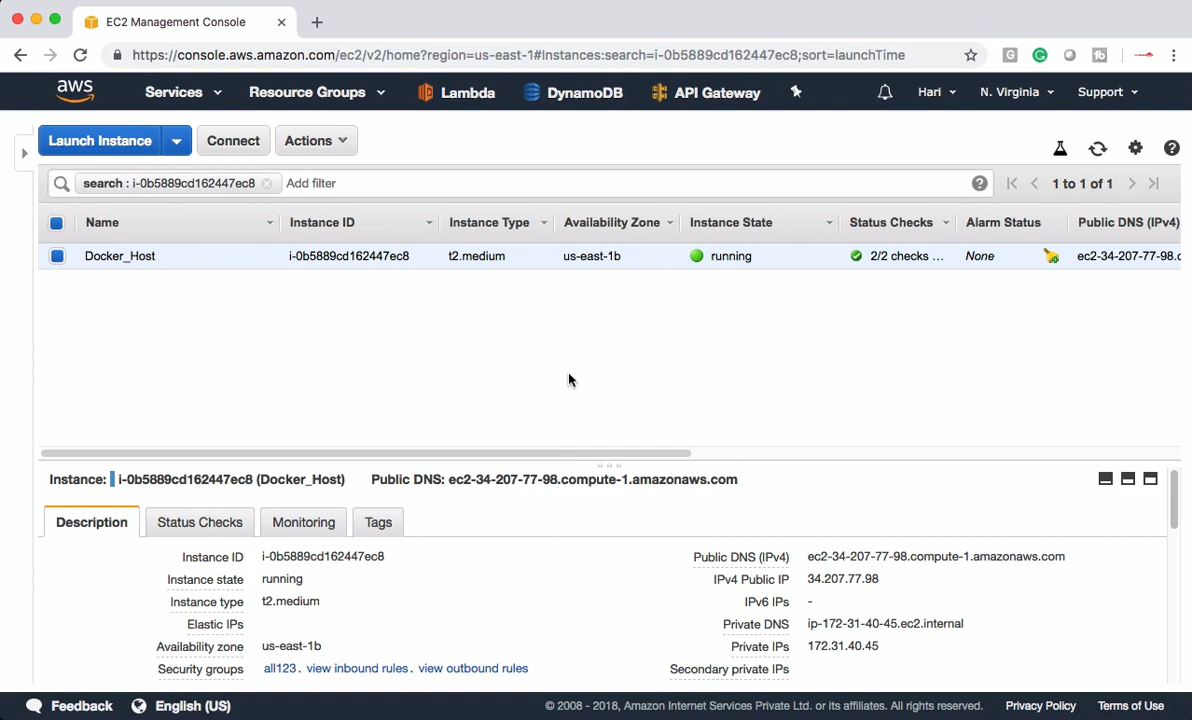 EC2 Management Console
https://console.aws.amazon.com/ec2/v2/home?region=us-east-1#Instances:search=i-0b5889cd162447ec8;sort=launchTime
aws Services Resource Groups Lambda DynamoDB API Gateway Hari N. Virginia Support
Launch Instance Connect Actions
search : i-0b5889cd162447ec8 Add filter 1 to 1 of 1
Name Instance ID Instance Type Availability Zone Instance State Status Checks Alarm Status Public DNS (IPv4)
Docker_Host i-0b5889cd162447ec8 t2.medium us-east-1b running 2/2 checks ... None ec2-34-207-77-98.c
Instance: i-0b5889cd162447ec8 (Docker_Host) Public DNS: ec2-34-207-77-98.compute-1.amazonaws.com
Description Status Checks Monitoring Tags
Instance ID i-0b5889cd162447ec8 Public DNS (IPv4) ec2-34-207-77-98.compute-1.amazonaws.com
Instance state running IPv4 Public IP 34.207.77.98
Instance type t2.medium IPv6 IPs -
Elastic IPs Private DNS ip-172-31-40-45.ec2.internal
Availability zone us-east-1b Private IPs 172.31.40.45
Security groups all123. view inbound rules. view outbound rules Secondary private IPs
Feedback English (US) © 2008 - 2018, Amazon Internet Services Private Ltd. or its affiliates. All rights reserved. Privacy Policy Terms of Use